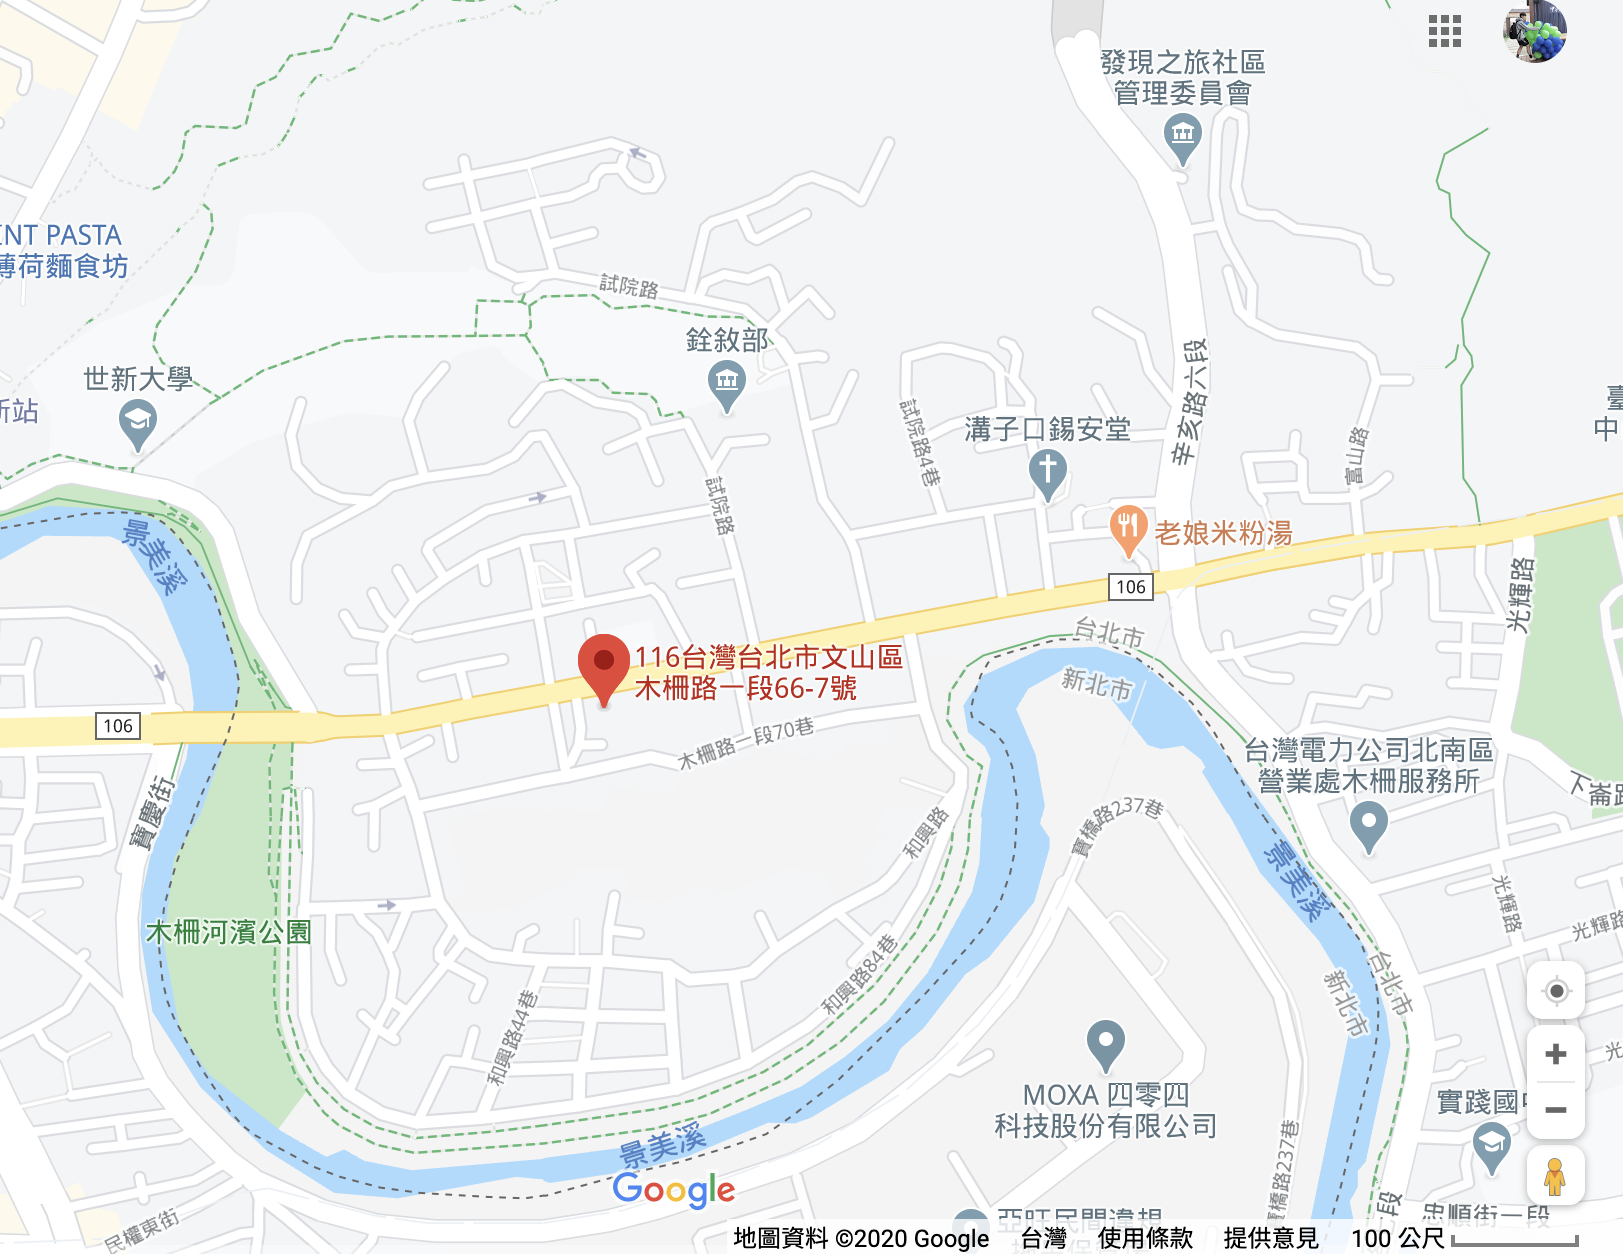 發現之旅社區
管理委員會
INT PASTA
薄荷麵食坊
試院路
銓敘部
世新大學
新站
辛亥路六段
試院路4巷
溝子口錫安堂
富山路
中
試院路
老娘米粉湯
景美溪
106
光輝路
116台灣台北市文山區
木柵路一段66-7號
台北市
新北市
106
木柵路一段70巷
台灣電力公司北南區
營業處木柵服務所
寶慶街
和興路
寶橋路237巷
下崙路
景美溪
光輝路
木柵河濱公園
光輝路
和興路84巷
台北市
新北市
和興路44巷
光
MOXA 四零四
科技股份有限公司
實踐國中
景美溪
寶橋路237巷
Google
民權東街
亞旺民間違規
二段
忠順街一段
地圖資料 ©2020 Google
台灣
使用條款
提供意見
100 公尺